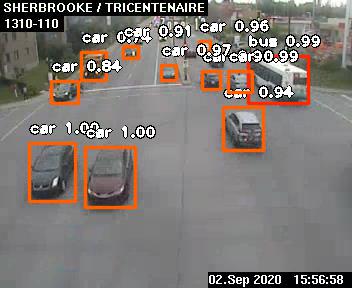 SHERBROOKE / TRICENTENAIRE
1310-110
car 0.96
car 0.91
car 0.97
bus 0.99
car 0.84
car 0.94
car 1.00
car 1.00
02.Sep 2020 15:56:58